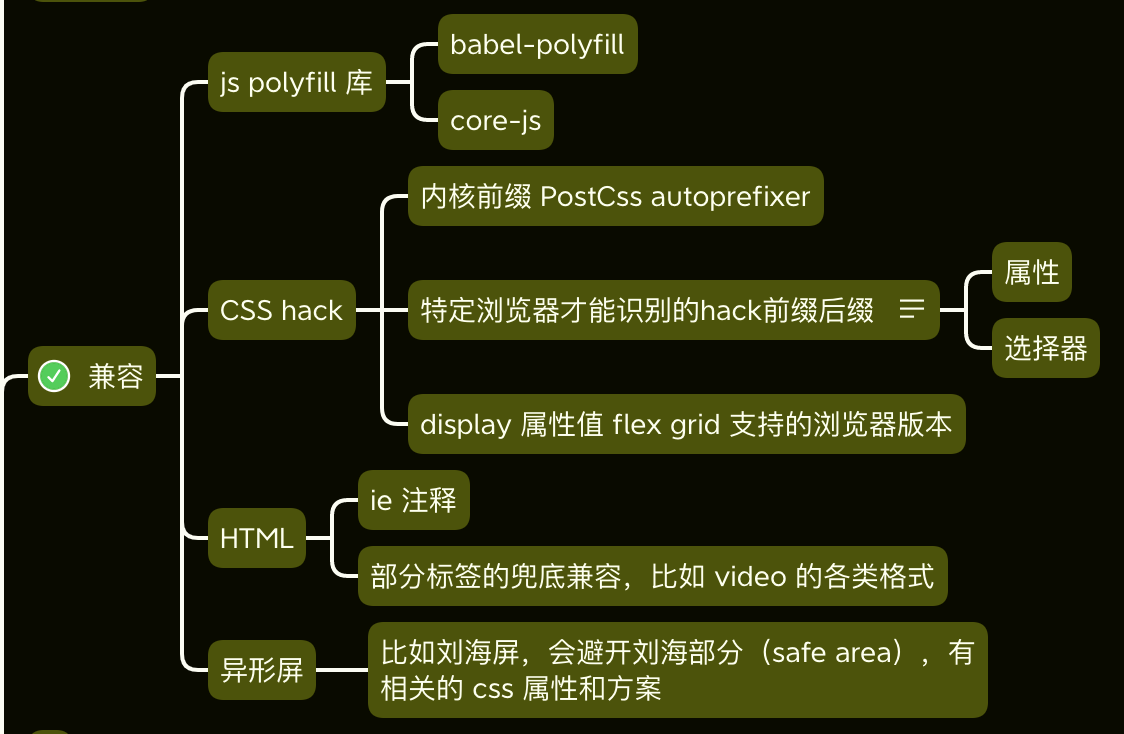 兼容
js polyfill 库
babel-polyfill
core-js
CSS hack
内核前缀 PostCss autoprefixer
特定浏览器才能识别的hack前缀后缀
属性
选择器
display 属性值 flex grid 支持的浏览器版本
HTML
ie 注释
部分标签的兜底兼容，比如 video 的各类格式
异形屏
比如刘海屏，会避开刘海部分（safe area），有
相关的 css 属性和方案